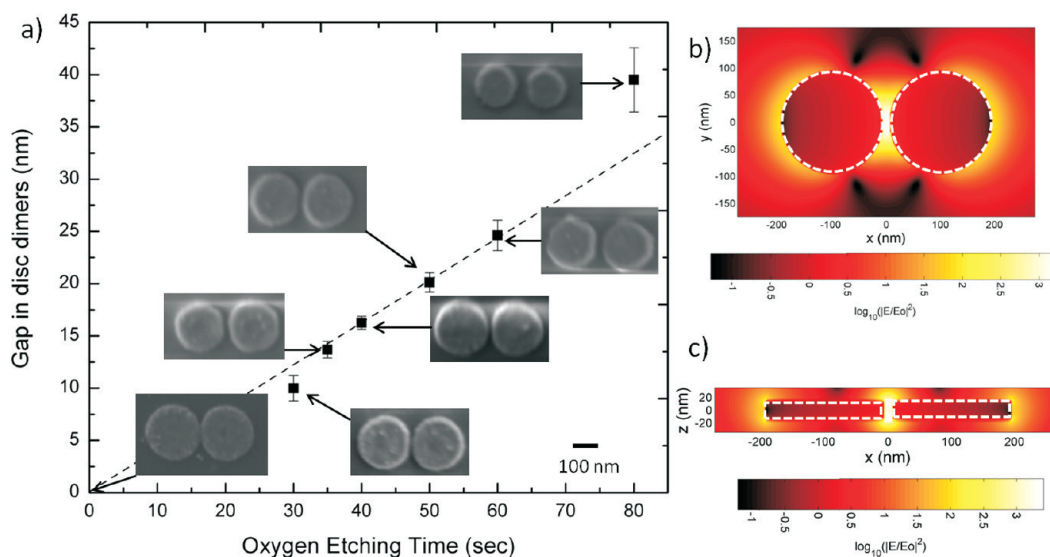 a)
45
40
35
30
25
20
15
10
5
0
Gap in disc dimers (nm)
0 10 20 30 40 50 60 70 80
Oxygen Etching Time (sec)
100 nm
b)
150
100
50
0
-50
-100
-150
y (nm)
-200 -100 0 100 200
x (nm)
-1 -0.5 0 0.5 1 1.5 2 2.5 3
log10(|E/Eo|²)
c)
20
0
-20
z (nm)
-200 -100 0 100 200
x (nm)
-1 -0.5 0 0.5 1 1.5 2 2.5 3
log10(|E/Eo|²)